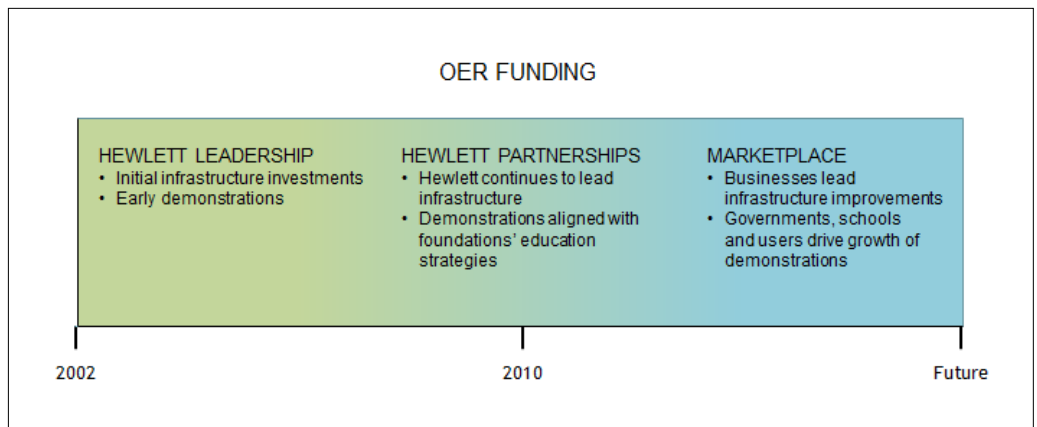 OER FUNDING
HEWLETT LEADERSHIP
• Initial infrastructure investments
• Early demonstrations
HEWLETT PARTNERSHIPS
• Hewlett continues to lead
infrastructure
• Demonstrations aligned with
foundations’ education
strategies
MARKETPLACE
• Businesses lead
infrastructure improvements
• Governments, schools
and users drive growth of
demonstrations
2002
2010
Future